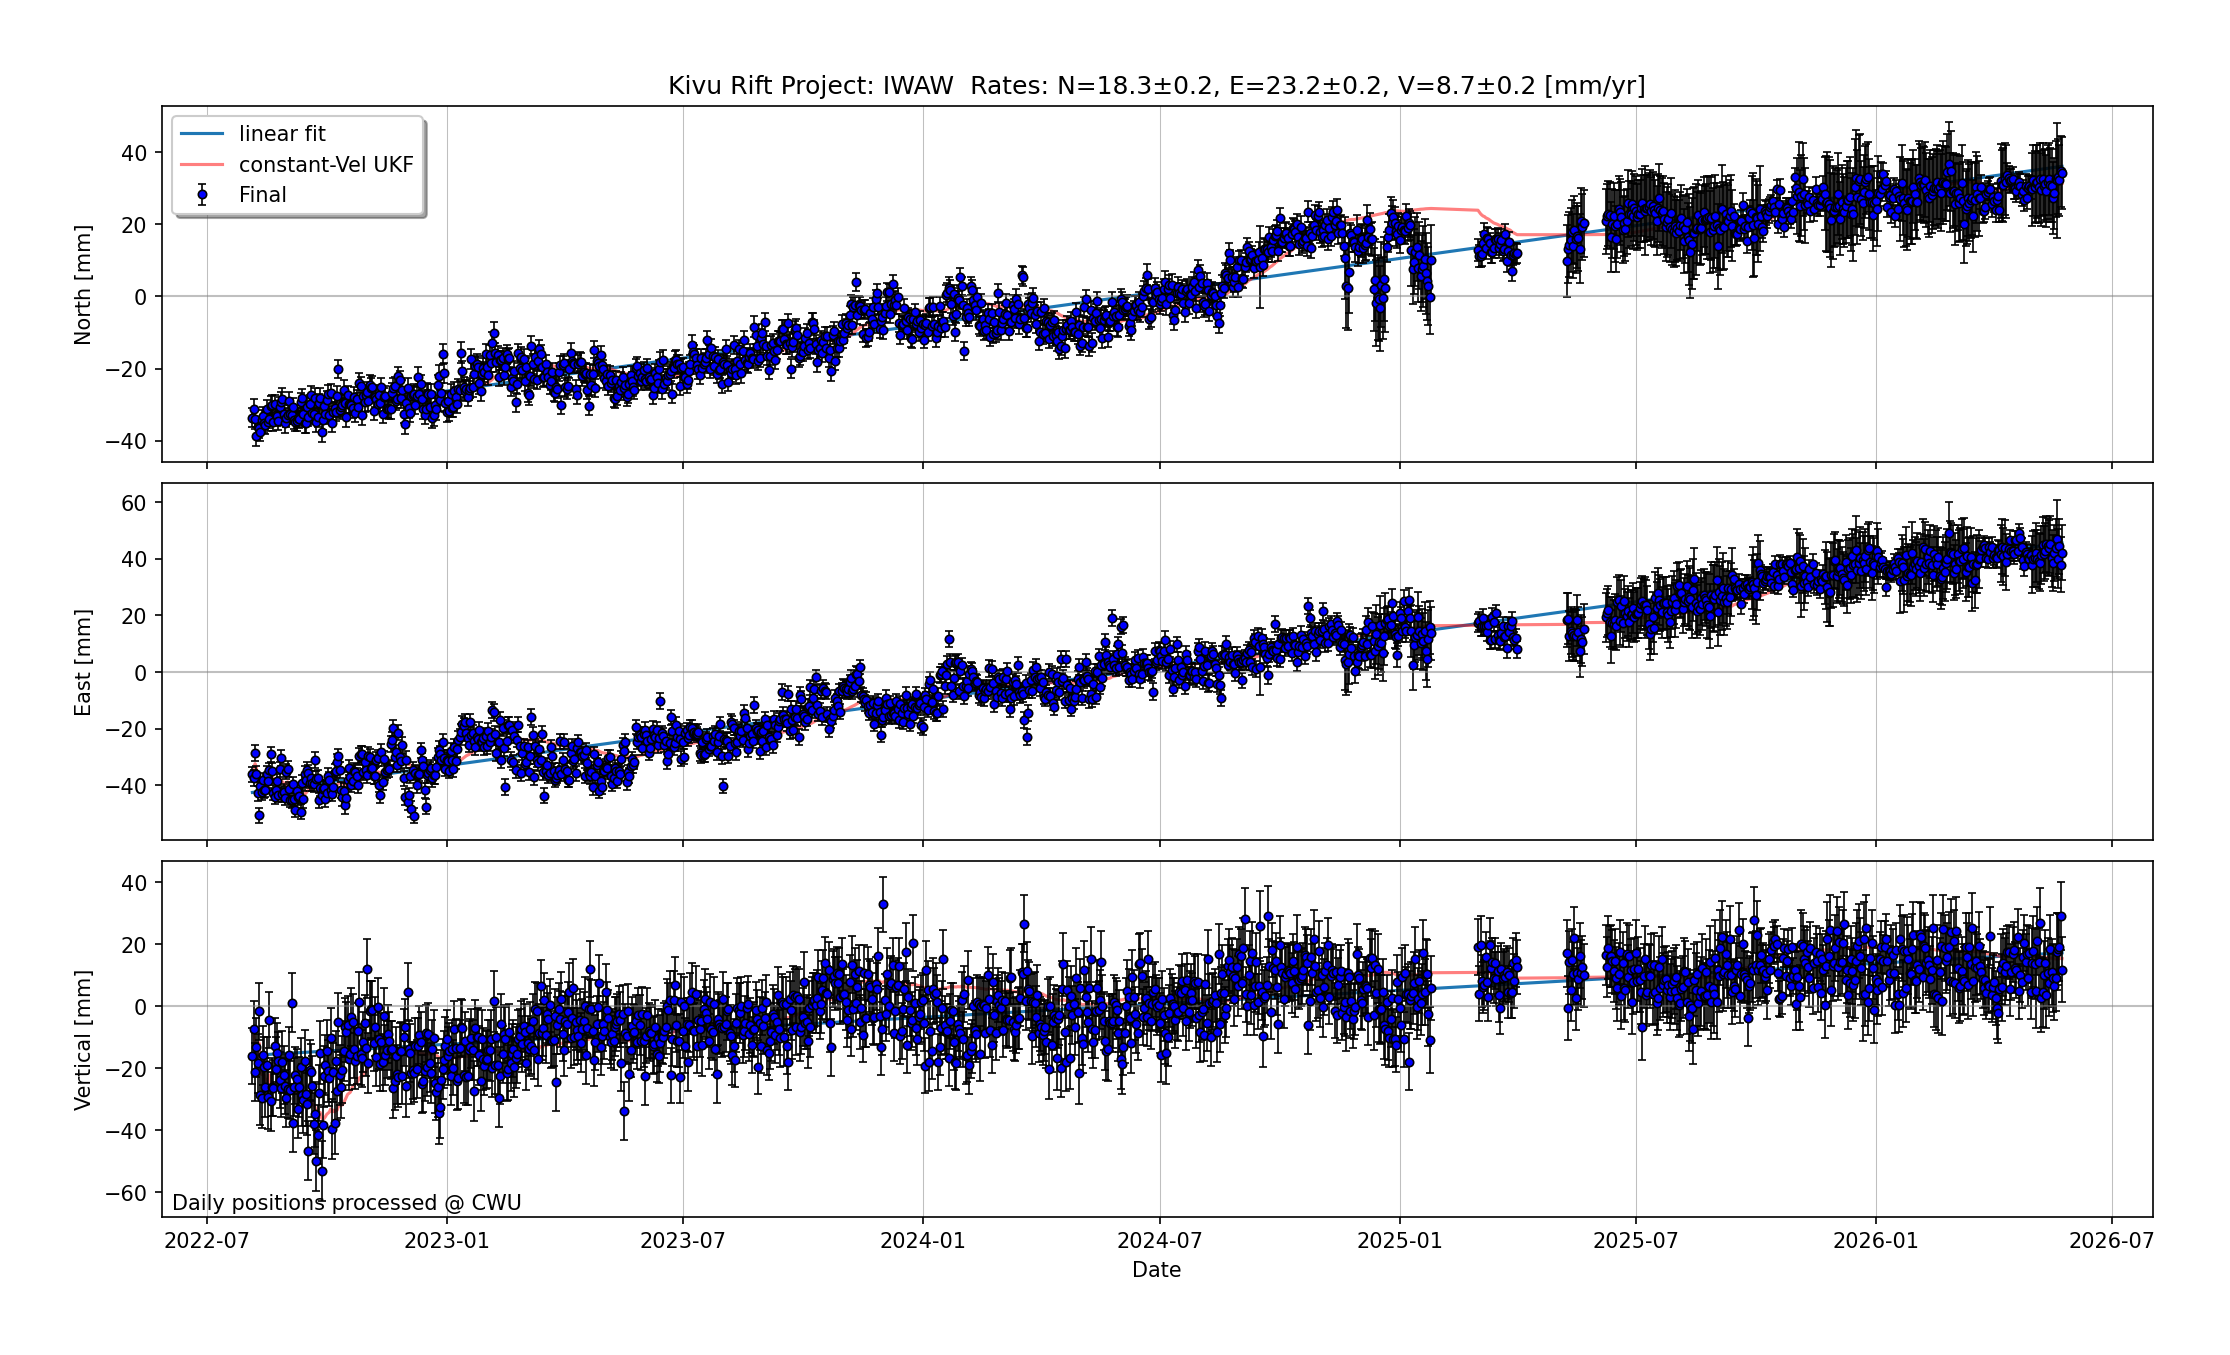 Kivu Rift Project: IWAW  Rates: N=18.3±0.2, E=23.2±0.2, V=8.7±0.2 [mm/yr]
linear fit
constant-Vel UKF
Final
North [mm]
40
20
0
−20
−40
East [mm]
60
40
20
0
−20
−40
Vertical [mm]
40
20
0
−20
−40
−60
Daily positions processed @ CWU
2022-07
2023-01
2023-07
2024-01
2024-07
2025-01
2025-07
2026-01
2026-07
Date